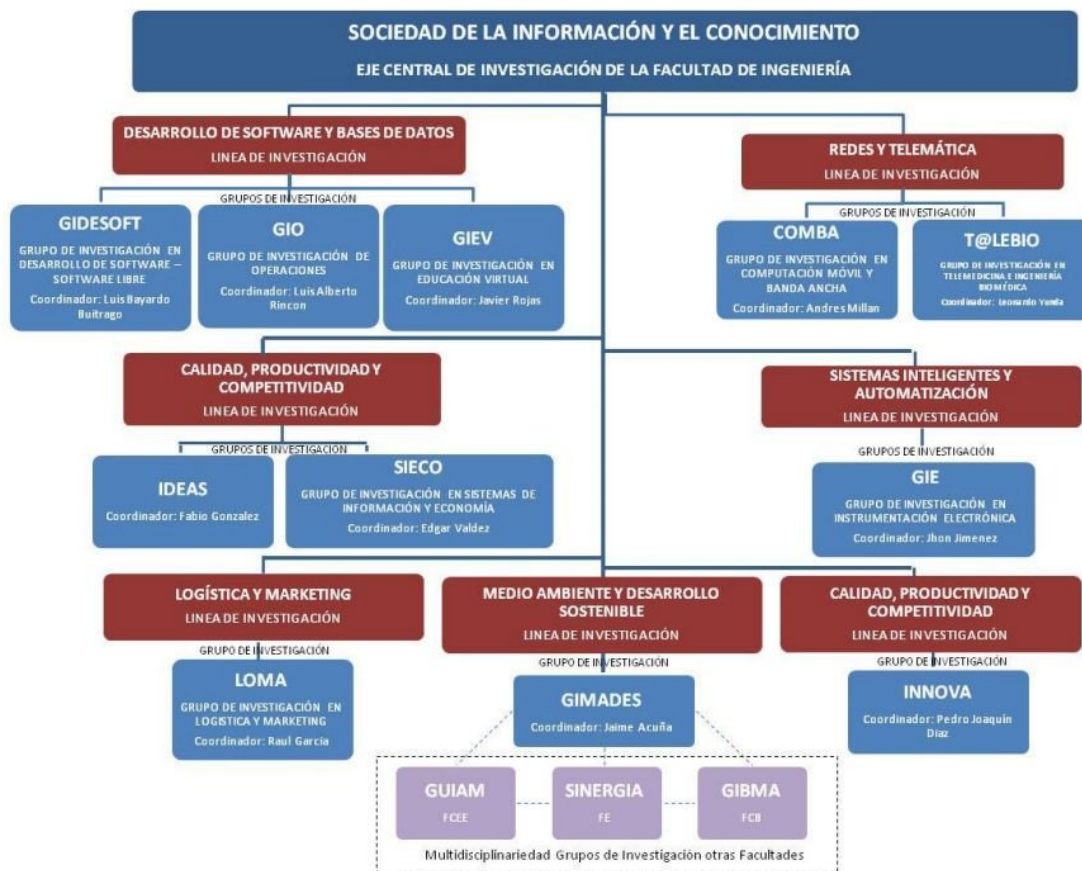 SOCIEDAD DE LA INFORMACIÓN Y EL CONOCIMIENTO
EJE CENTRAL DE INVESTIGACIÓN DE LA FACULTAD DE INGENIERÍA
DESARROLLO DE SOFTWARE Y BASES DE DATOS
LINEA DE INVESTIGACIÓN
GRUPOS DE INVESTIGACIÓN
GIDESOFT
GRUPO DE INVESTIGACIÓN EN
DESARROLLO DE SOFTWARE –
SOFTWARE LIBRE
Coordinador: Luis Bayardo
Buitrago
GIO
GRUPO DE INVESTIGACIÓN DE
OPERACIONES
Coordinador: Luis Alberto
Rincon
GIEV
GRUPO DE INVESTIGACIÓN EN
EDUCACIÓN VIRTUAL
Coordinador: Javier Rojas
REDES Y TELEMÁTICA
LINEA DE INVESTIGACIÓN
GRUPOS DE INVESTIGACIÓN
COMBA
GRUPO DE INVESTIGACIÓN EN
COMPUTACIÓN MÓVIL Y
BANDA ANCHA
Coordinador: Andres Millan
T@LEBIO
GRUPO DE INVESTIGACIÓN EN
TELEMEDICINA E INGENIERÍA
BIOMÉDICA
Coordinador: Leonardo Yunda
CALIDAD, PRODUCTIVIDAD Y
COMPETITIVIDAD
LINEA DE INVESTIGACIÓN
GRUPOS DE INVESTIGACIÓN
IDEAS
Coordinador: Fabio Gonzalez
SIECO
GRUPO DE INVESTIGACIÓN EN SISTEMAS DE
INFORMACIÓN Y ECONOMÍA
Coordinador: Edgar Valdez
SISTEMAS INTELIGENTES Y
AUTOMATIZACIÓN
LINEA DE INVESTIGACIÓN
GRUPOS DE INVESTIGACIÓN
GIE
GRUPO DE INVESTIGACIÓN EN
INSTRUMENTACIÓN ELECTRÓNICA
Coordinador: Jhon Jimenez
LOGÍSTICA Y MARKETING
LINEA DE INVESTIGACIÓN
GRUPO DE INVESTIGACIÓN
LOMA
GRUPO DE INVESTIGACIÓN EN
LOGISTICA Y MARKETING
Coordinador: Raul Garcia
MEDIO AMBIENTE Y DESARROLLO
SOSTENIBLE
LINEA DE INVESTIGACIÓN
GRUPO DE INVESTIGACIÓN
GIMADES
Coordinador: Jaime Acuña
CALIDAD, PRODUCTIVIDAD Y
COMPETITIVIDAD
LINEA DE INVESTIGACIÓN
GRUPO DE INVESTIGACIÓN
INNOVA
Coordinador: Pedro Joaquin
Diaz
GUIAM
FCEE
SINERGIA
FE
GIBMA
FCB
Multidisciplinariedad Grupos de Investigación otras Facultades